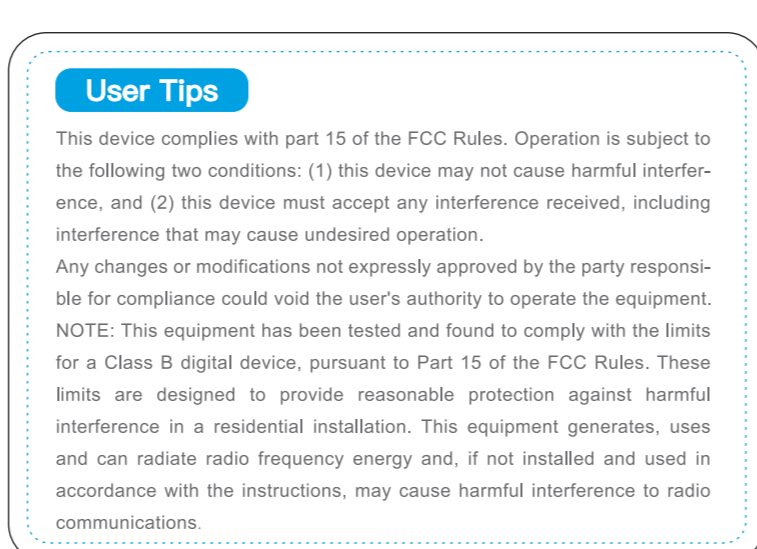 User Tips
This device complies with part 15 of the FCC Rules. Operation is subject to
the following two conditions: (1) this device may not cause harmful interfer-
ence, and (2) this device must accept any interference received, including
interference that may cause undesired operation.
Any changes or modifications not expressly approved by the party responsi-
ble for compliance could void the user's authority to operate the equipment.
NOTE: This equipment has been tested and found to comply with the limits
for a Class B digital device, pursuant to Part 15 of the FCC Rules. These
limits are designed to provide reasonable protection against harmful
interference in a residential installation. This equipment generates, uses
and can radiate radio frequency energy and, if not installed and used in
accordance with the instructions, may cause harmful interference to radio
communications.